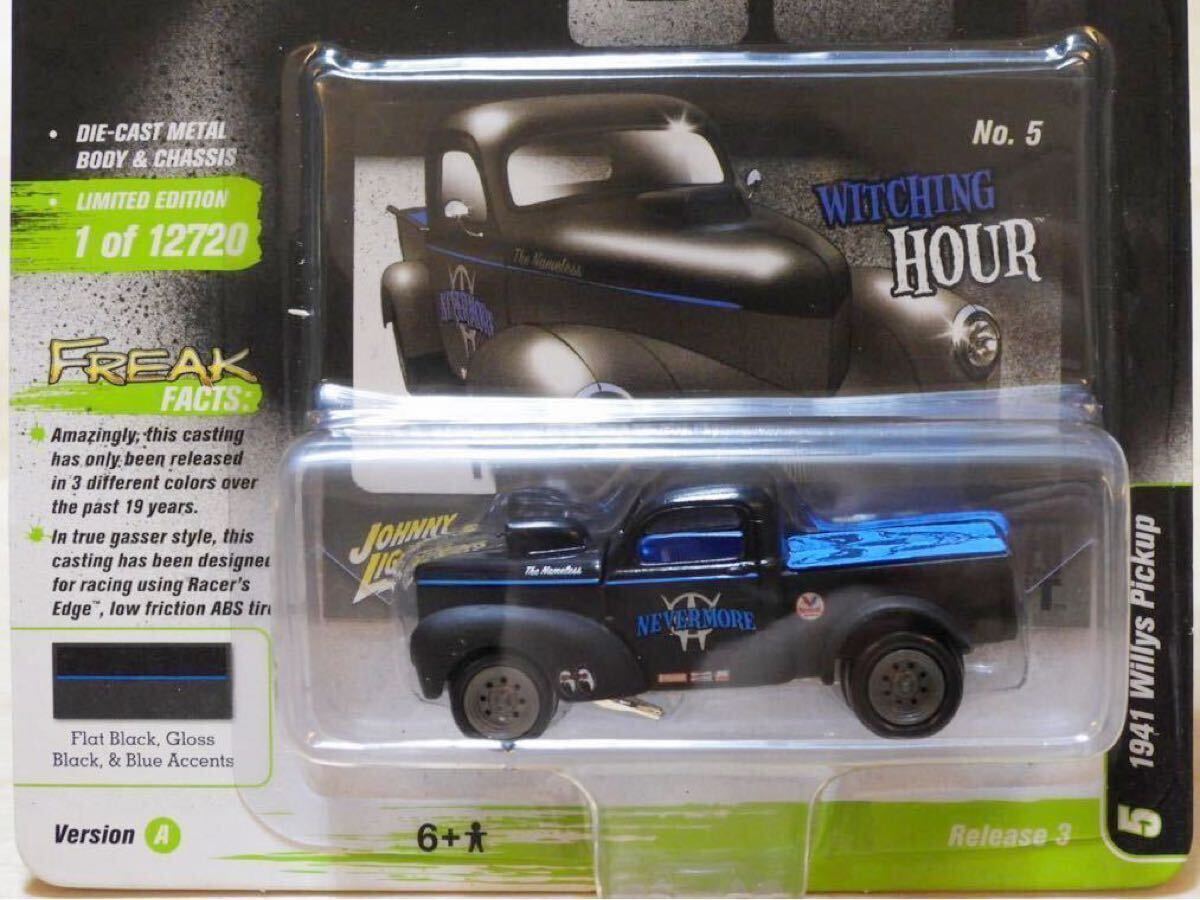 • DIE-CAST METAL
BODY & CHASSIS
• LIMITED EDITION
1 of 12720
FREAK
FACTS:
Amazingly, this casting
has only been released
in 3 different colors over
the past 19 years.
In true gasser style, this
casting has been designed
for racing using Racer's
Edge™, low friction ABS
Flat Black, Gloss
Black, & Blue Accents
Version A
6+
No. 5
WITCHING
HOUR™
The Nameless
NEVERMORE
JOHNNY
The Nameless
NEVERMORE
Release 3
5 1941 Willys Pickup